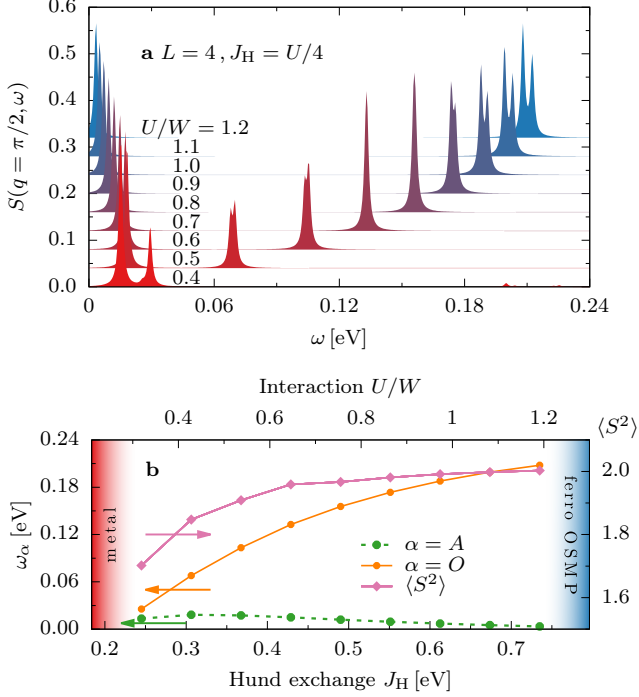 0.6
0.5
0.4
0.3
0.2
0.1
0.0
S(q = π/2, ω)
a L = 4 , J_H = U/4
U/W = 1.2
1.1
1.0
0.9
0.8
0.7
0.6
0.5
0.4
0 0.06 0.12 0.18 0.24
ω [eV]
Interaction U/W
0.2 0.4 0.6 0.8 1 1.2
⟨S²⟩
0.24
0.18
0.12
0.06
0.00
ω_α [eV]
b
metal
α = A
α = O
⟨S²⟩
ferro OSMP
2.0
1.8
1.6
0.2 0.3 0.4 0.5 0.6 0.7
Hund exchange J_H [eV]